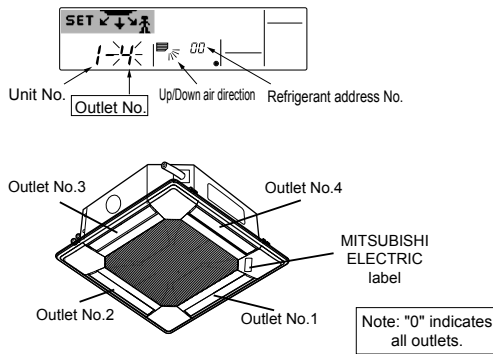 SET
1-4 00
Unit No.
Outlet No.
Up/Down air direction
Refrigerant address No.
Outlet No.3
Outlet No.4
MITSUBISHI
ELECTRIC
label
Outlet No.2
Outlet No.1
Note: "0" indicates
all outlets.